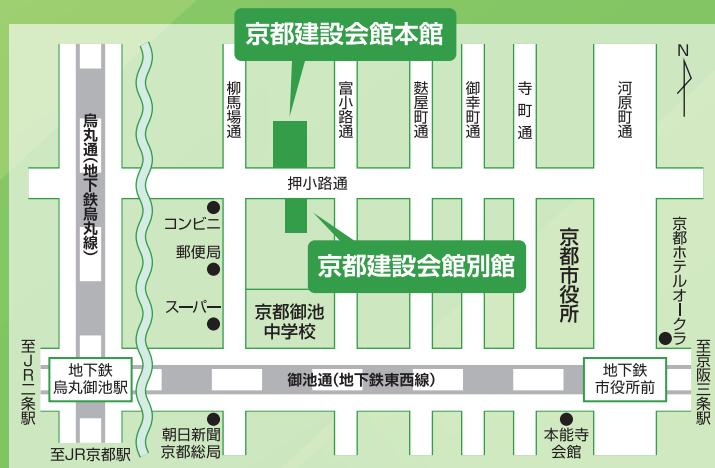 京都建設会館本館
N
烏丸通(地下鉄烏丸線)
柳馬場通
富小路通
麩屋町通
御幸町通
寺町通
河原町通
押小路通
コンビニ
郵便局
スーパー
京都建設会館別館
京都御池
中学校
京都市役所
京都ホテルオークラ
至JR二条駅
地下鉄
烏丸御池駅
御池通(地下鉄東西線)
地下鉄
市役所前
至京阪三条駅
至JR京都駅
朝日新聞
京都総局
本能寺
会館